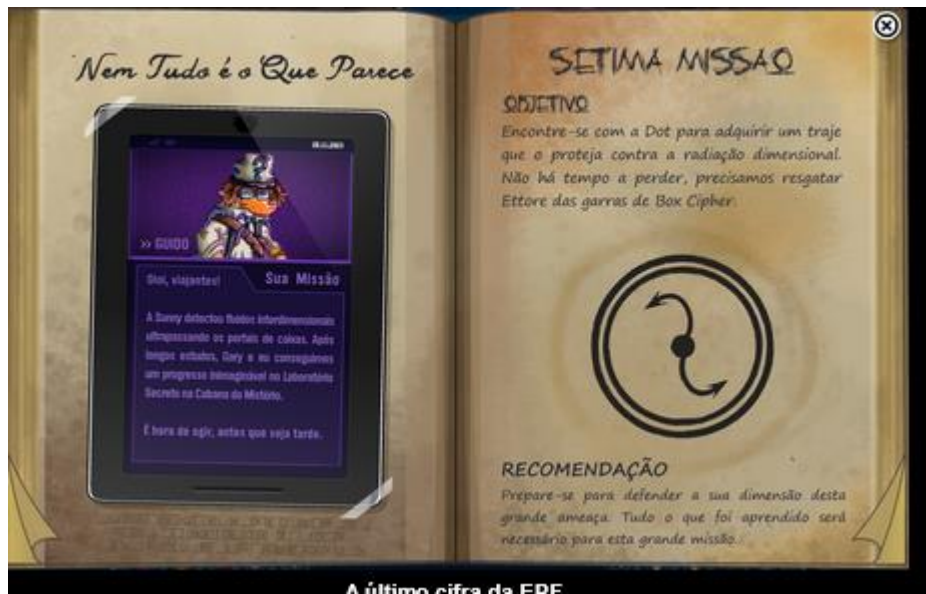 Nem Tudo é o Que Parece
>> GUIDO
Oioi, viajantes!
Sua Missão
A Sunny detectou fluidos interdimensionais
ultrapassando os portais de caixas. Após
longos estudos, Gary e eu conseguimos
um progresso inimaginável no Laboratório
Secreto na Cabana do Mistério.
É hora de agir, antes que seja tarde.
SETIMA MISSAO
OBJETIVO
Encontre-se com a Dot para adquirir um traje
que o proteja contra a radiação dimensional.
Não há tempo a perder, precisamos resgatar
Ettore das garras de Box Cipher.
RECOMENDAÇÃO
Prepare-se para defender a sua dimensão desta
grande ameaça. Tudo o que foi aprendido será
necessário para esta grande missão.
A último cifra da EPF